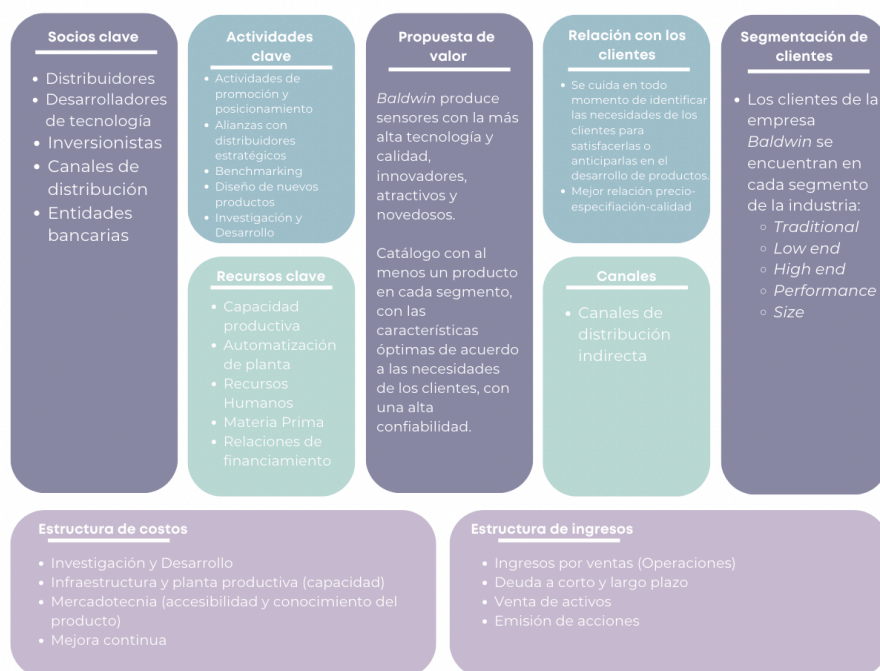 Socios clave
• Distribuidores
• Desarrolladores
de tecnología
• Inversionistas
• Canales de
distribución
• Entidades
bancarias
Actividades
clave
• Actividades de
promoción y
posicionamiento
• Alianzas con
distribuidores
estratégicos
• Benchmarking
• Diseño de nuevos
productos
• Investigación y
Desarrollo
Recursos clave
• Capacidad
productiva
• Automatización
de planta
• Recursos
Humanos
• Materia Prima
• Relaciones de
financiamiento
Propuesta de
valor
Baldwin produce
sensores con la más
alta tecnología y
calidad,
innovadores,
atractivos y
novedosos.
Catálogo con al
menos un producto
en cada segmento,
con las
características
óptimas de acuerdo
a las necesidades
de los clientes, con
una alta
confiabilidad.
Relación con los
clientes
• Se cuida en todo
momento de identificar
las necesidades de los
clientes para
satisfacerlas o
anticiparlas en el
desarrollo de productos.
• Mejor relación precio-
especifiación-calidad
Canales
• Canales de
distribución
indirecta
Segmentación de
clientes
• Los clientes de la
empresa
Baldwin se
encuentran en
cada segmento
de la industria:
◦ Traditional
◦ Low end
◦ High end
◦ Performance
◦ Size
Estructura de costos
• Investigación y Desarrollo
• Infraestructura y planta productiva (capacidad)
• Mercadotecnia (accesibilidad y conocimiento del
producto)
• Mejora continua
Estructura de ingresos
• Ingresos por ventas (Operaciones)
• Deuda a corto y largo plazo
• Venta de activos
• Emisión de acciones